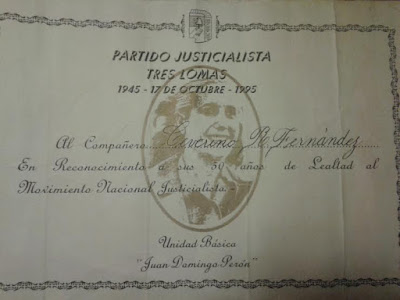 PARTIDO JUSTICIALISTA
TRES LOMAS
1945 - 17 DE OCTUBRE - 1995
Al Compañero Ceverino R. Fernández
En Reconocimiento a sus 50 años de Lealtad al
Movimiento Nacional Justicialista.-
Unidad Básica
"Juan Domingo Perón"